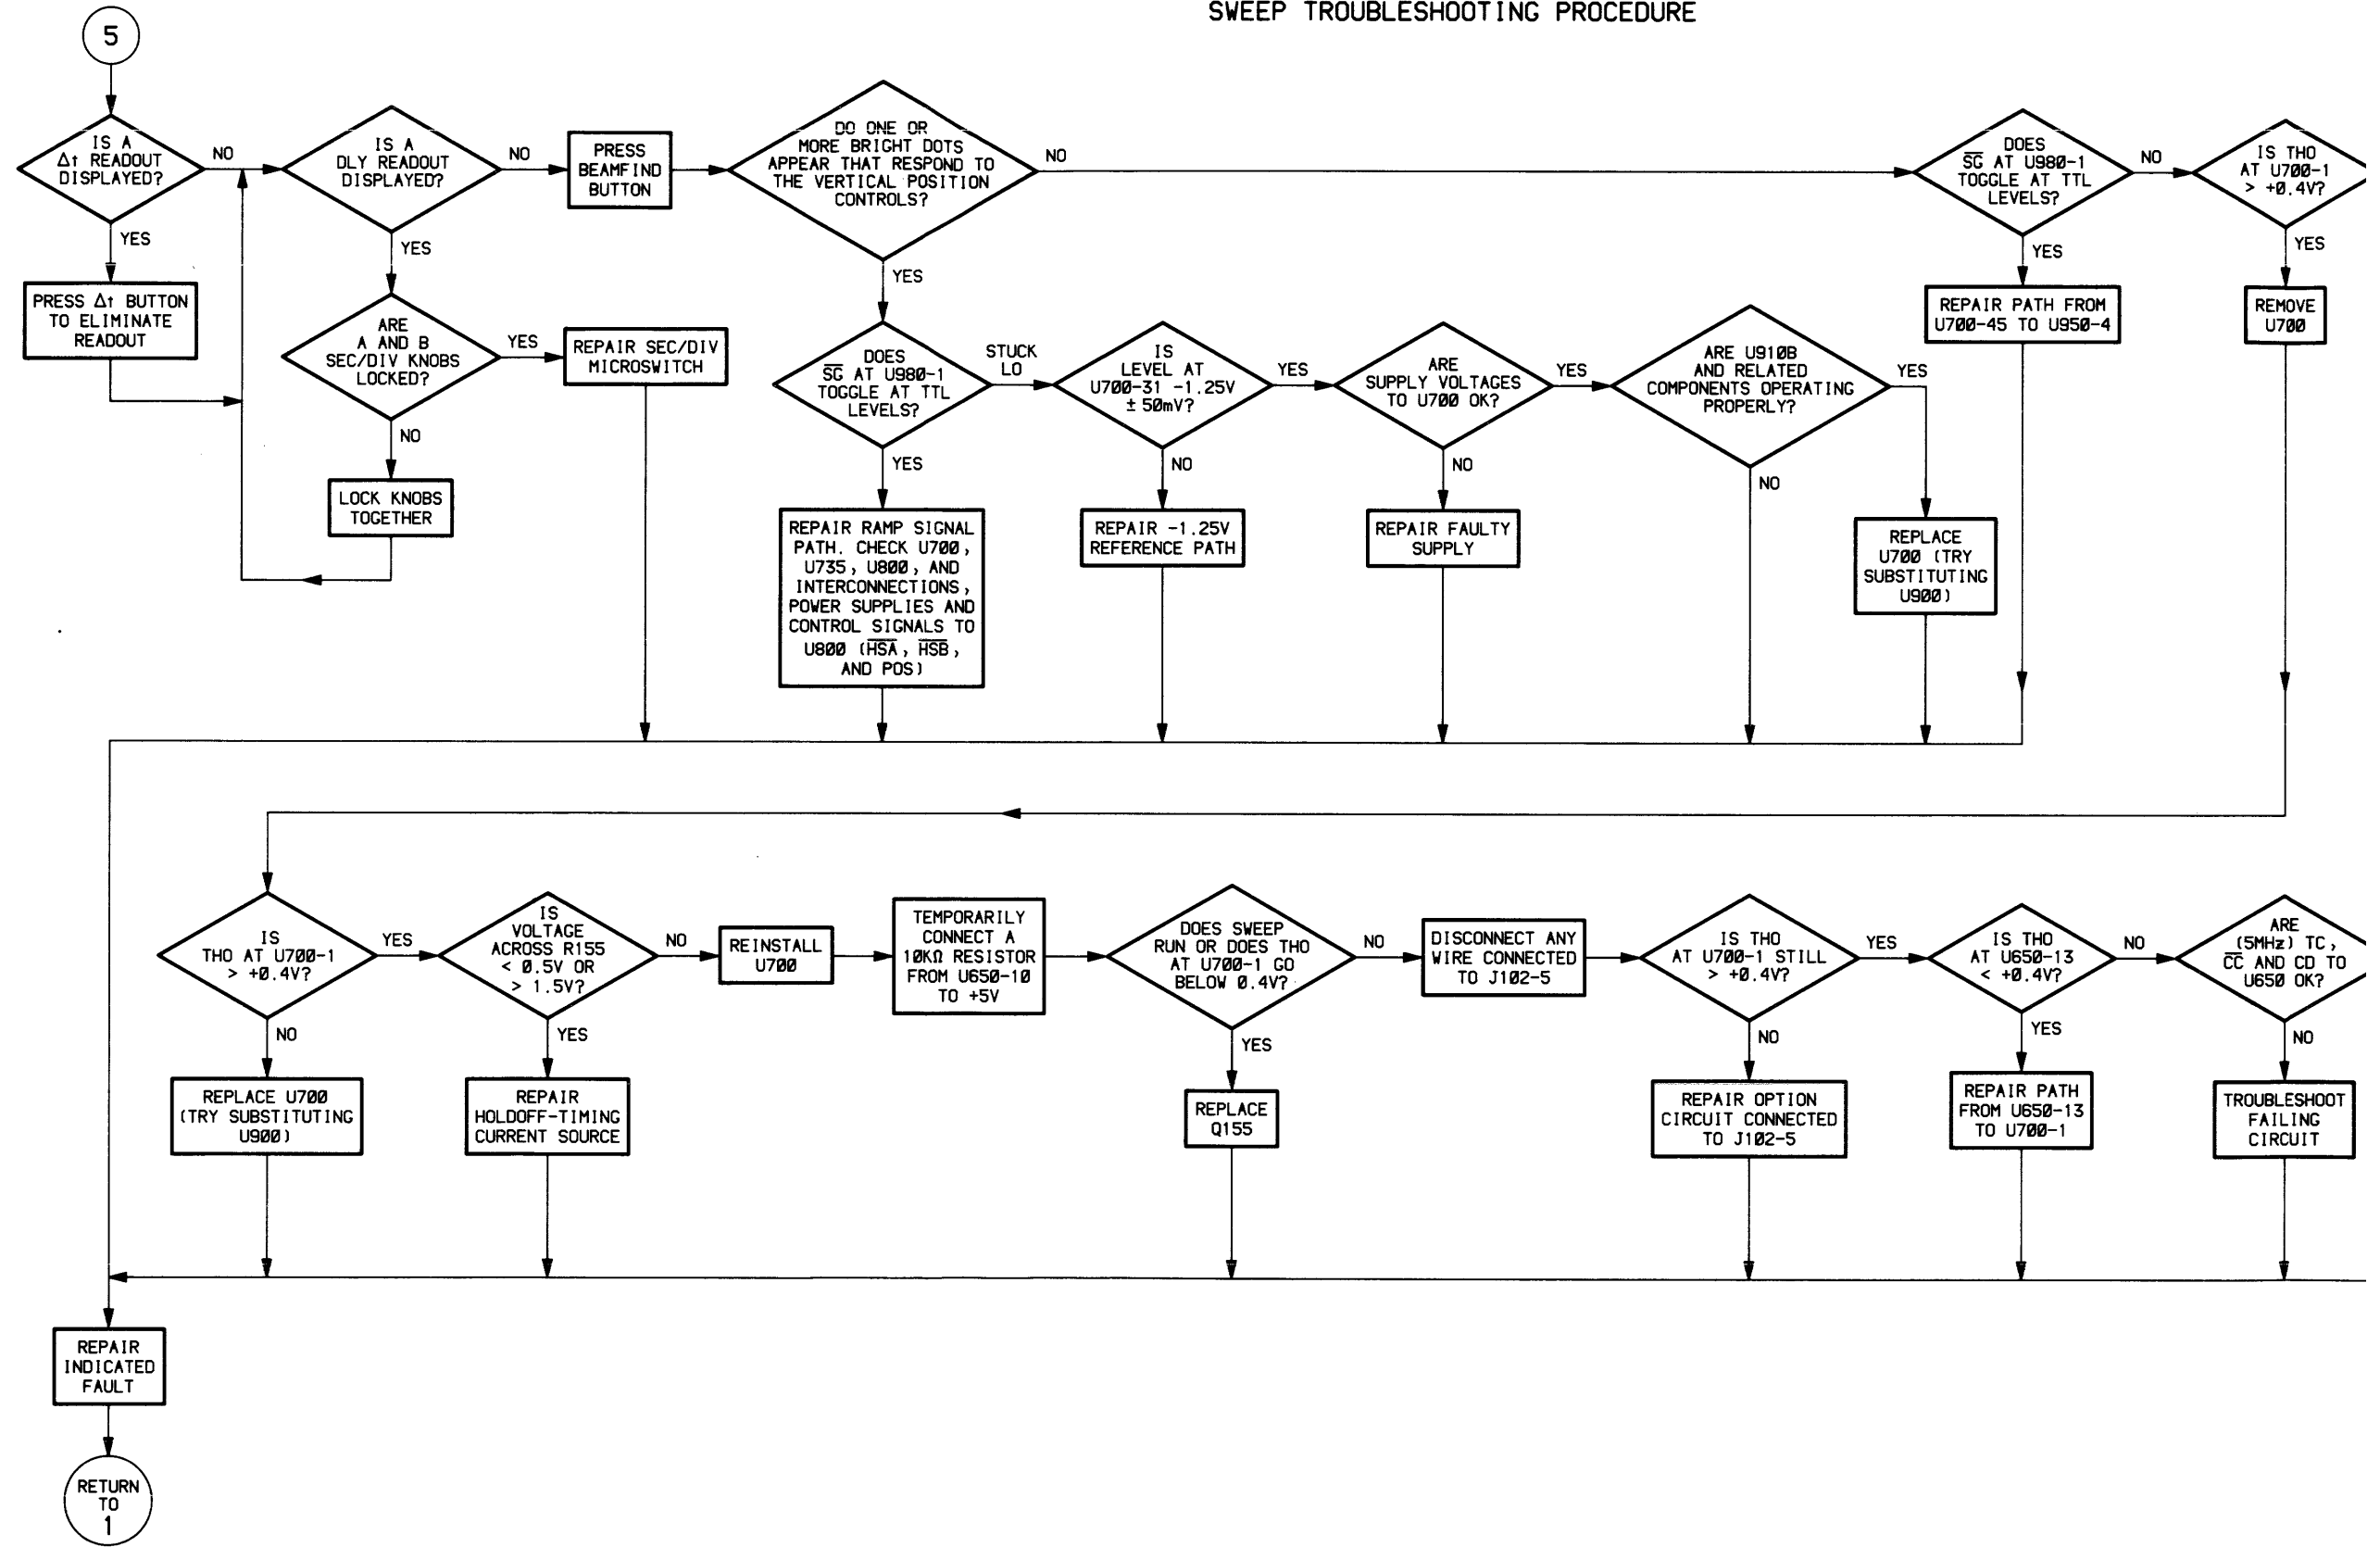 SWEEP TROUBLESHOOTING PROCEDURE
5
IS A
Δt READOUT
DISPLAYED?
NO
YES
PRESS Δt BUTTON
TO ELIMINATE
READOUT
IS A
DLY READOUT
DISPLAYED?
NO
YES
ARE
A AND B
SEC/DIV KNOBS
LOCKED?
YES
NO
LOCK KNOBS
TOGETHER
REPAIR SEC/DIV
MICROSWITCH
PRESS
BEAMFIND
BUTTON
DO ONE OR
MORE BRIGHT DOTS
APPEAR THAT RESPOND TO
THE VERTICAL POSITION
CONTROLS?
NO
YES
DOES
S̅G̅ AT U980-1
TOGGLE AT TTL
LEVELS?
STUCK
LO
YES
REPAIR RAMP SIGNAL
PATH. CHECK U700,
U735, U800, AND
INTERCONNECTIONS,
POWER SUPPLIES AND
CONTROL SIGNALS TO
U800 (H̅S̅A̅, H̅S̅B̅,
AND POS)
IS
LEVEL AT
U700-31 -1.25V
± 50mV?
YES
NO
REPAIR -1.25V
REFERENCE PATH
ARE
SUPPLY VOLTAGES
TO U700 OK?
YES
NO
REPAIR FAULTY
SUPPLY
ARE U910B
AND RELATED
COMPONENTS OPERATING
PROPERLY?
YES
NO
REPLACE
U700 (TRY
SUBSTITUTING
U900)
DOES
S̅G̅ AT U980-1
TOGGLE AT TTL
LEVELS?
NO
YES
REPAIR PATH FROM
U700-45 TO U950-4
IS THO
AT U700-1
> +0.4V?
YES
REMOVE
U700
IS
THO AT U700-1
> +0.4V?
YES
NO
REPLACE U700
(TRY SUBSTITUTING
U900)
IS
VOLTAGE
ACROSS R155
< 0.5V OR
> 1.5V?
NO
YES
REPAIR
HOLDOFF-TIMING
CURRENT SOURCE
REINSTALL
U700
TEMPORARILY
CONNECT A
10KΩ RESISTOR
FROM U650-10
TO +5V
DOES SWEEP
RUN OR DOES THO
AT U700-1 GO
BELOW 0.4V?
NO
YES
REPLACE
Q155
DISCONNECT ANY
WIRE CONNECTED
TO J102-5
IS THO
AT U700-1 STILL
> +0.4V?
YES
NO
REPAIR OPTION
CIRCUIT CONNECTED
TO J102-5
IS THO
AT U650-13
< +0.4V?
NO
YES
REPAIR PATH
FROM U650-13
TO U700-1
ARE
(5MHz) TC,
C̅C̅ AND CD TO
U650 OK?
NO
TROUBLESHOOT
FAILING
CIRCUIT
REPAIR
INDICATED
FAULT
RETURN
TO
1